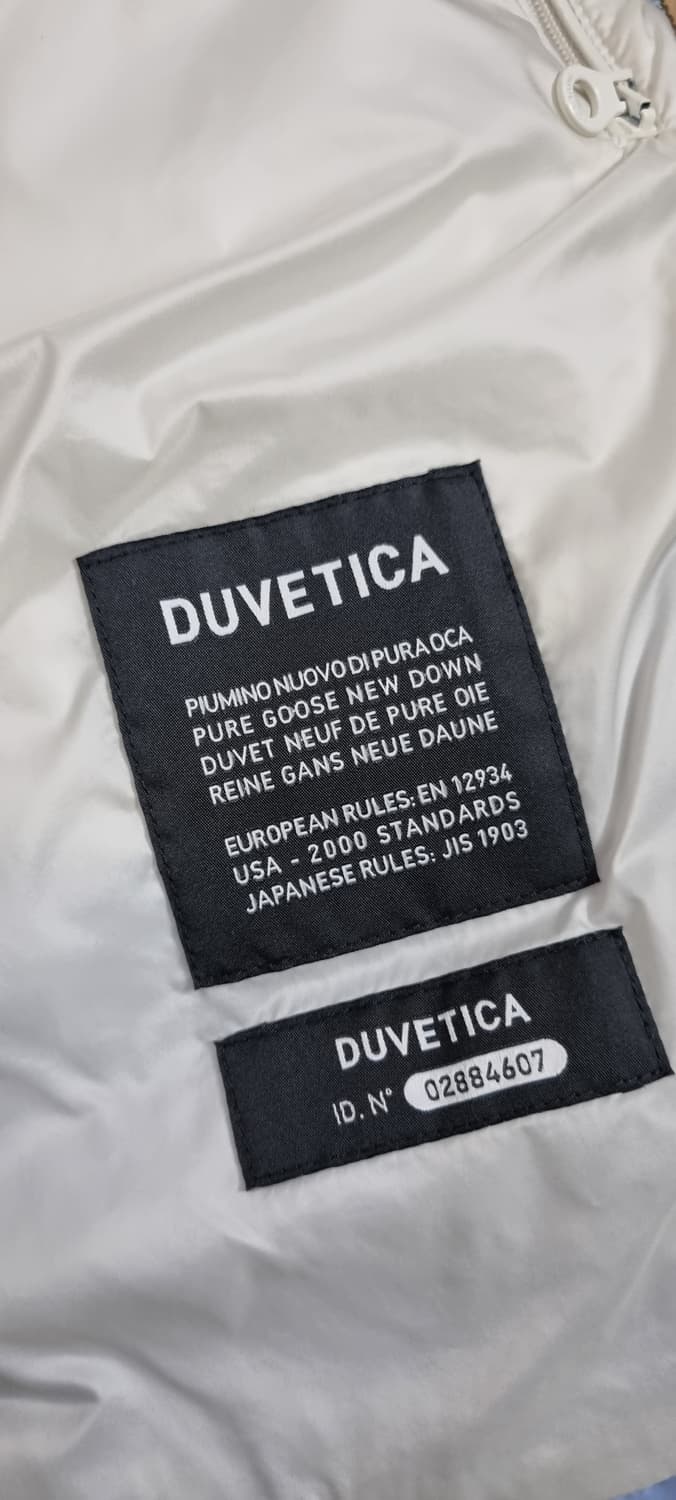 DUVETICA
PIUMINO NUOVO DI PURA OCA
PURE GOOSE NEW DOWN
DUVET NEUF DE PURE OIE
REINE GANS NEUE DAUNE
EUROPEAN RULES: EN 12934
USA - 2000 STANDARDS
JAPANESE RULES: JIS 1903
DUVETICA
ID. N° 02884607